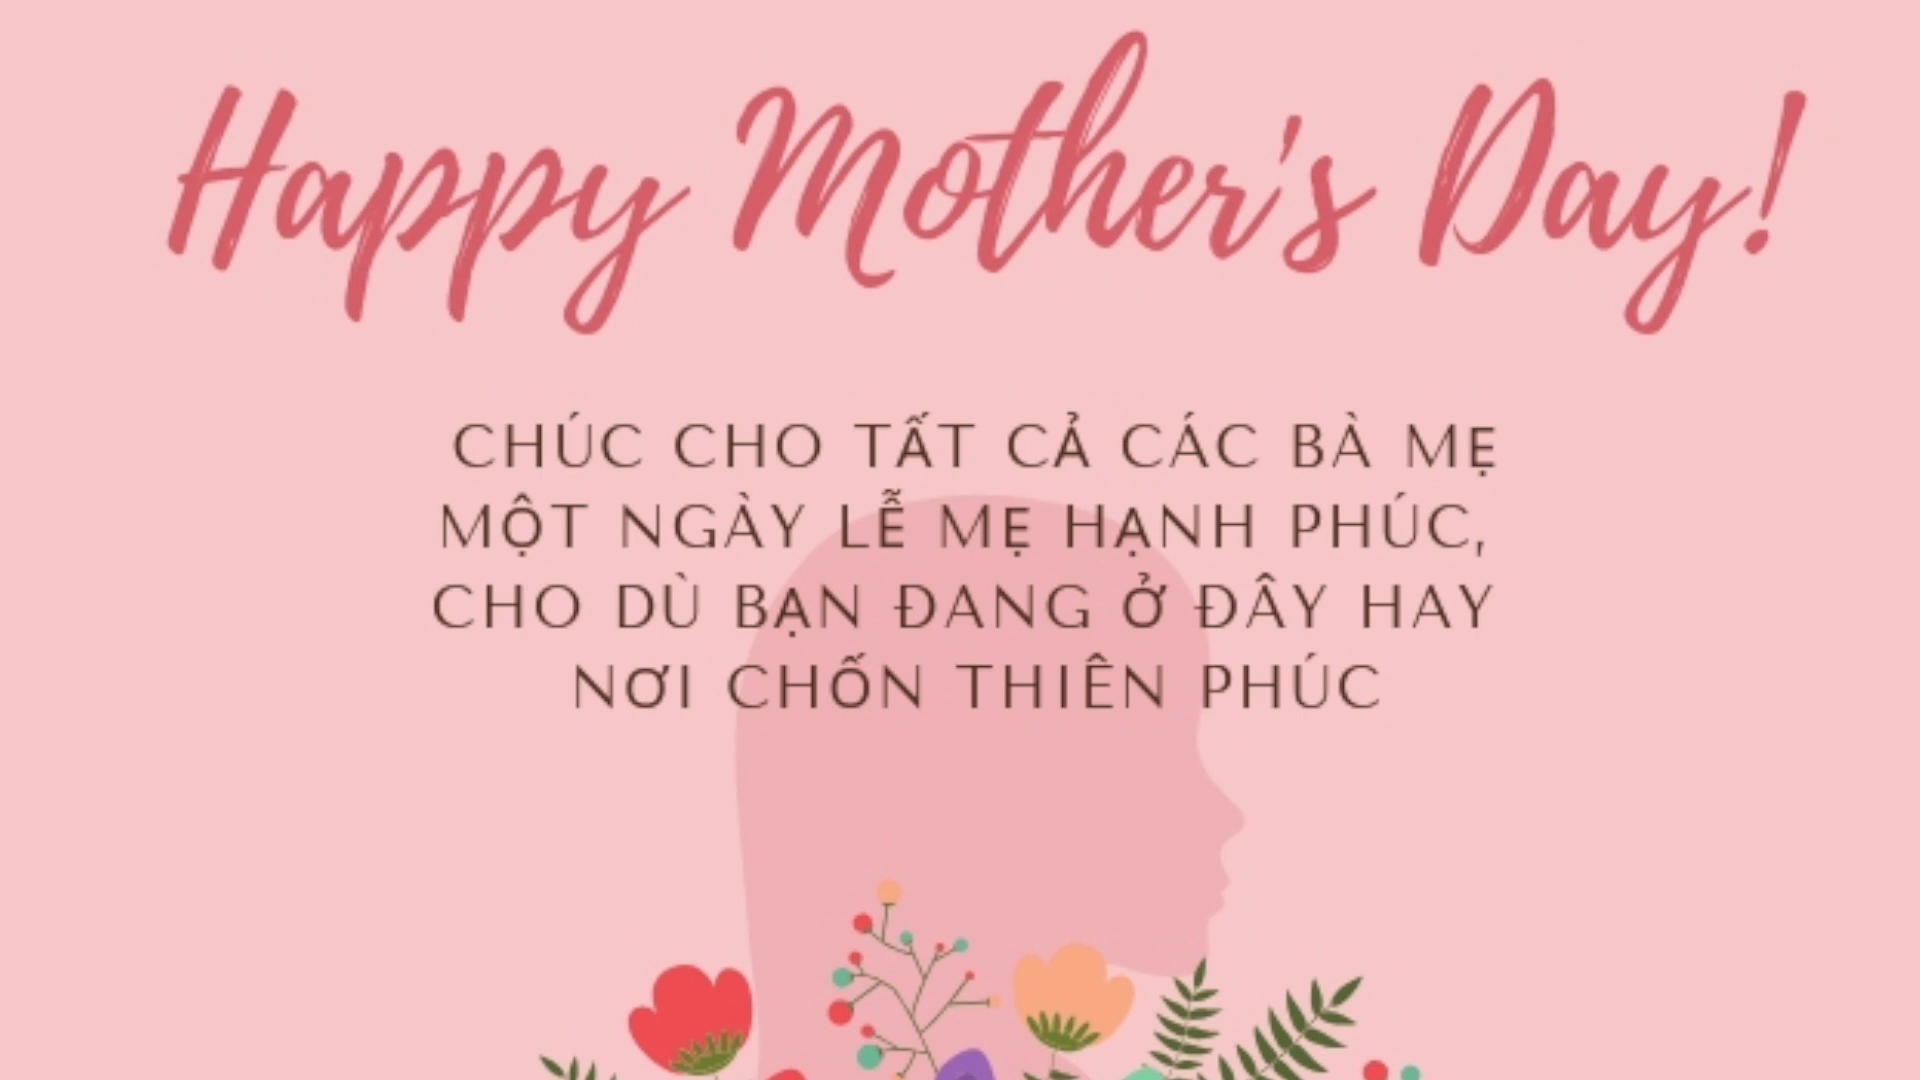 Happy Mother's Day!
CHÚC CHO TẤT CẢ CÁC BÀ MẸ
MỘT NGÀY LỄ MẸ HẠNH PHÚC,
CHO DÙ BẠN ĐANG Ở ĐÂY HAY
NƠI CHỐN THIÊN PHÚC